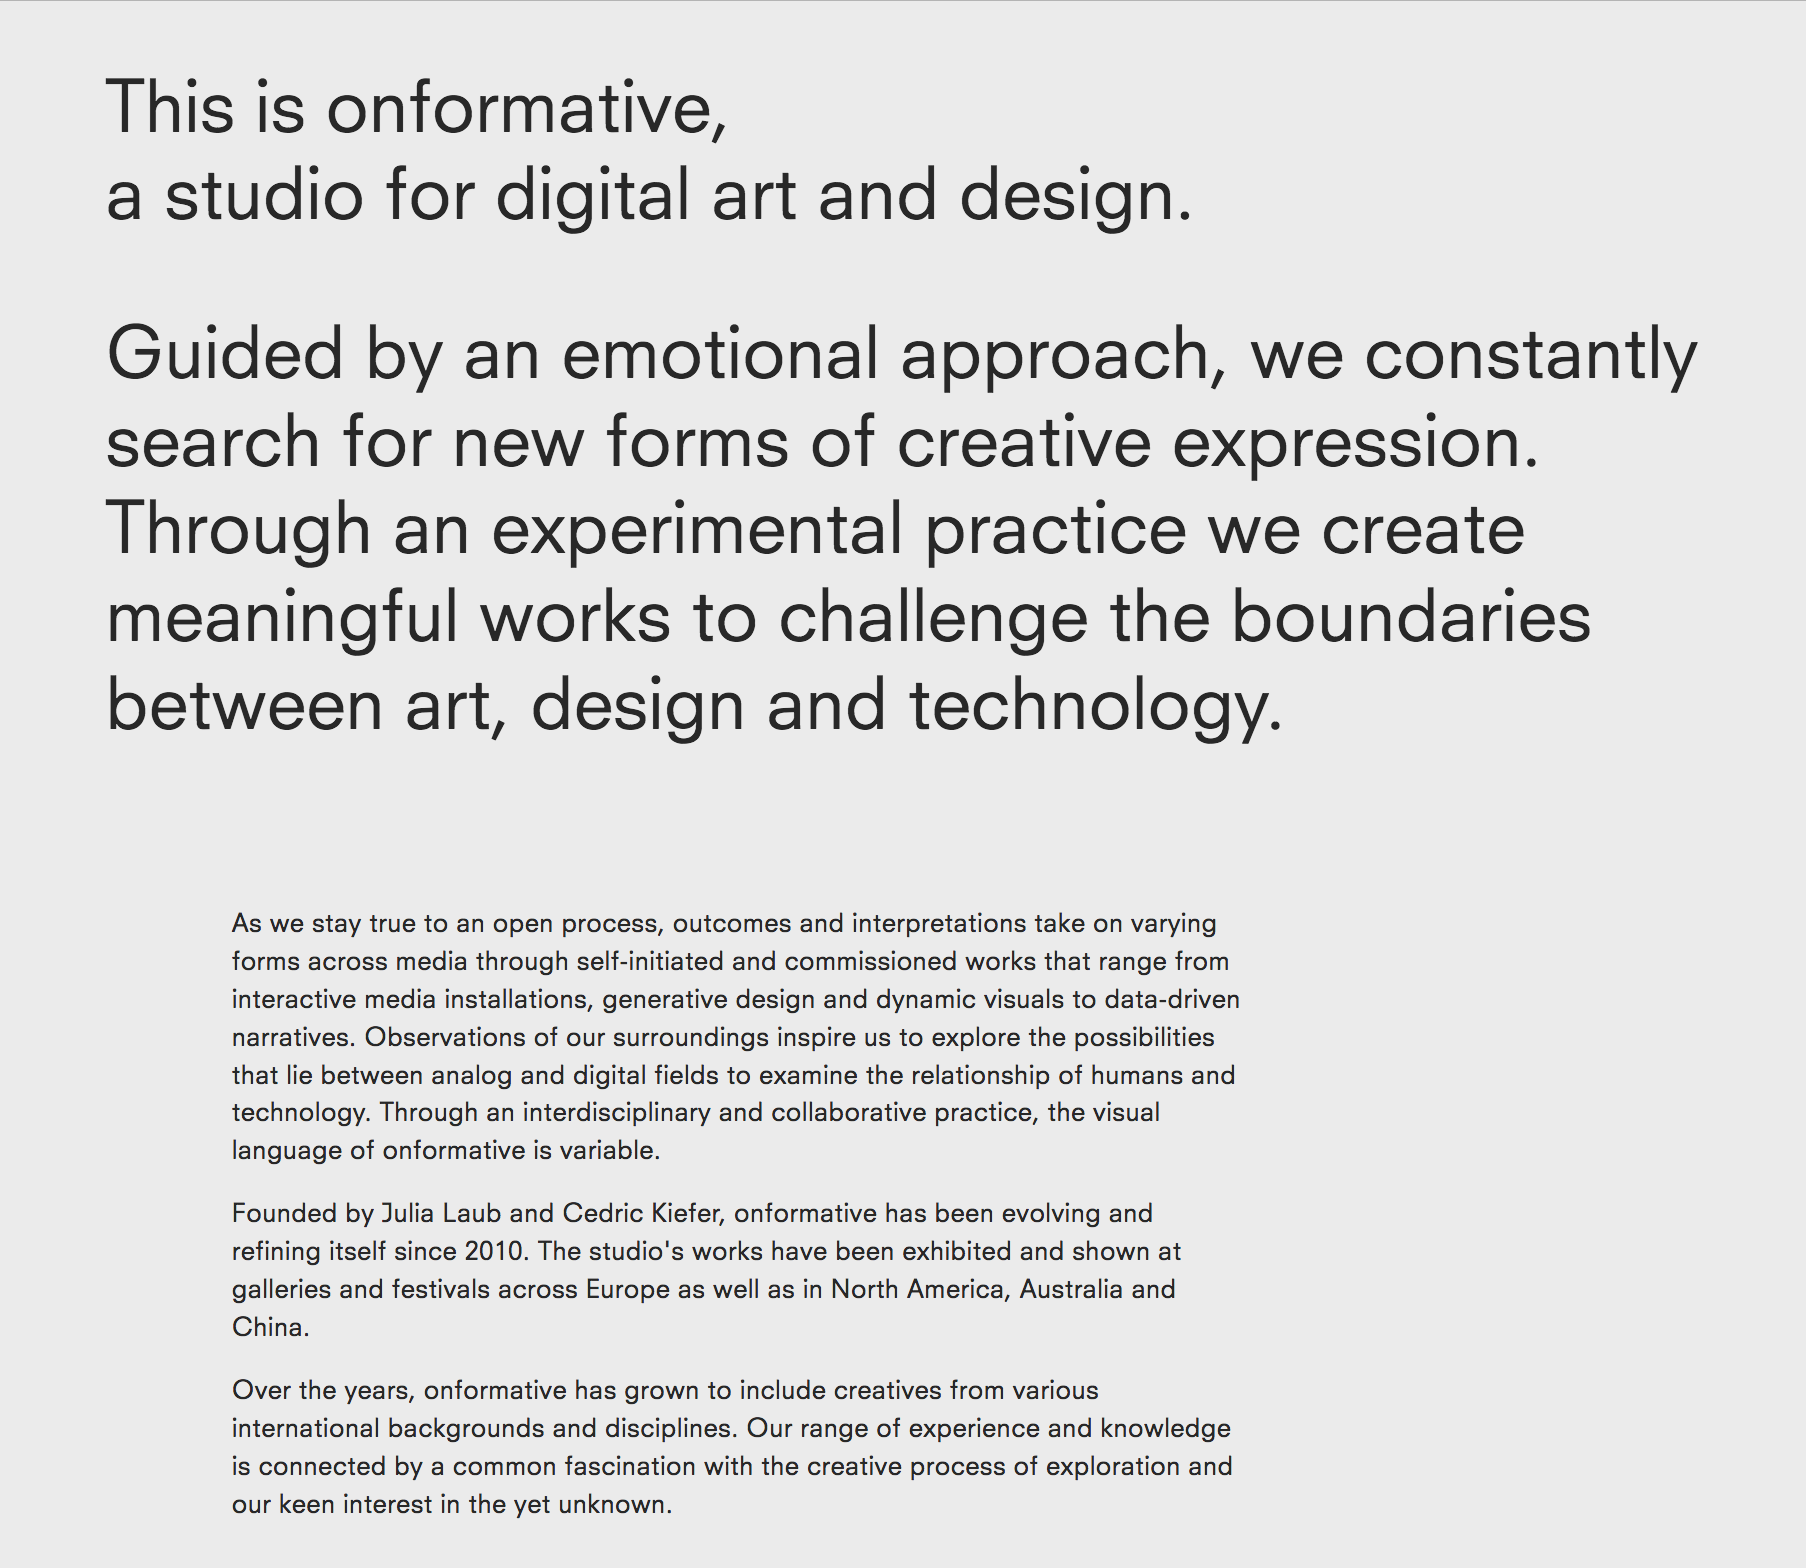 This is onformative,
a studio for digital art and design.
Guided by an emotional approach, we constantly
search for new forms of creative expression.
Through an experimental practice we create
meaningful works to challenge the boundaries
between art, design and technology.
As we stay true to an open process, outcomes and interpretations take on varying
forms across media through self-initiated and commissioned works that range from
interactive media installations, generative design and dynamic visuals to data-driven
narratives. Observations of our surroundings inspire us to explore the possibilities
that lie between analog and digital fields to examine the relationship of humans and
technology. Through an interdisciplinary and collaborative practice, the visual
language of onformative is variable.
Founded by Julia Laub and Cedric Kiefer, onformative has been evolving and
refining itself since 2010. The studio's works have been exhibited and shown at
galleries and festivals across Europe as well as in North America, Australia and
China.
Over the years, onformative has grown to include creatives from various
international backgrounds and disciplines. Our range of experience and knowledge
is connected by a common fascination with the creative process of exploration and
our keen interest in the yet unknown.